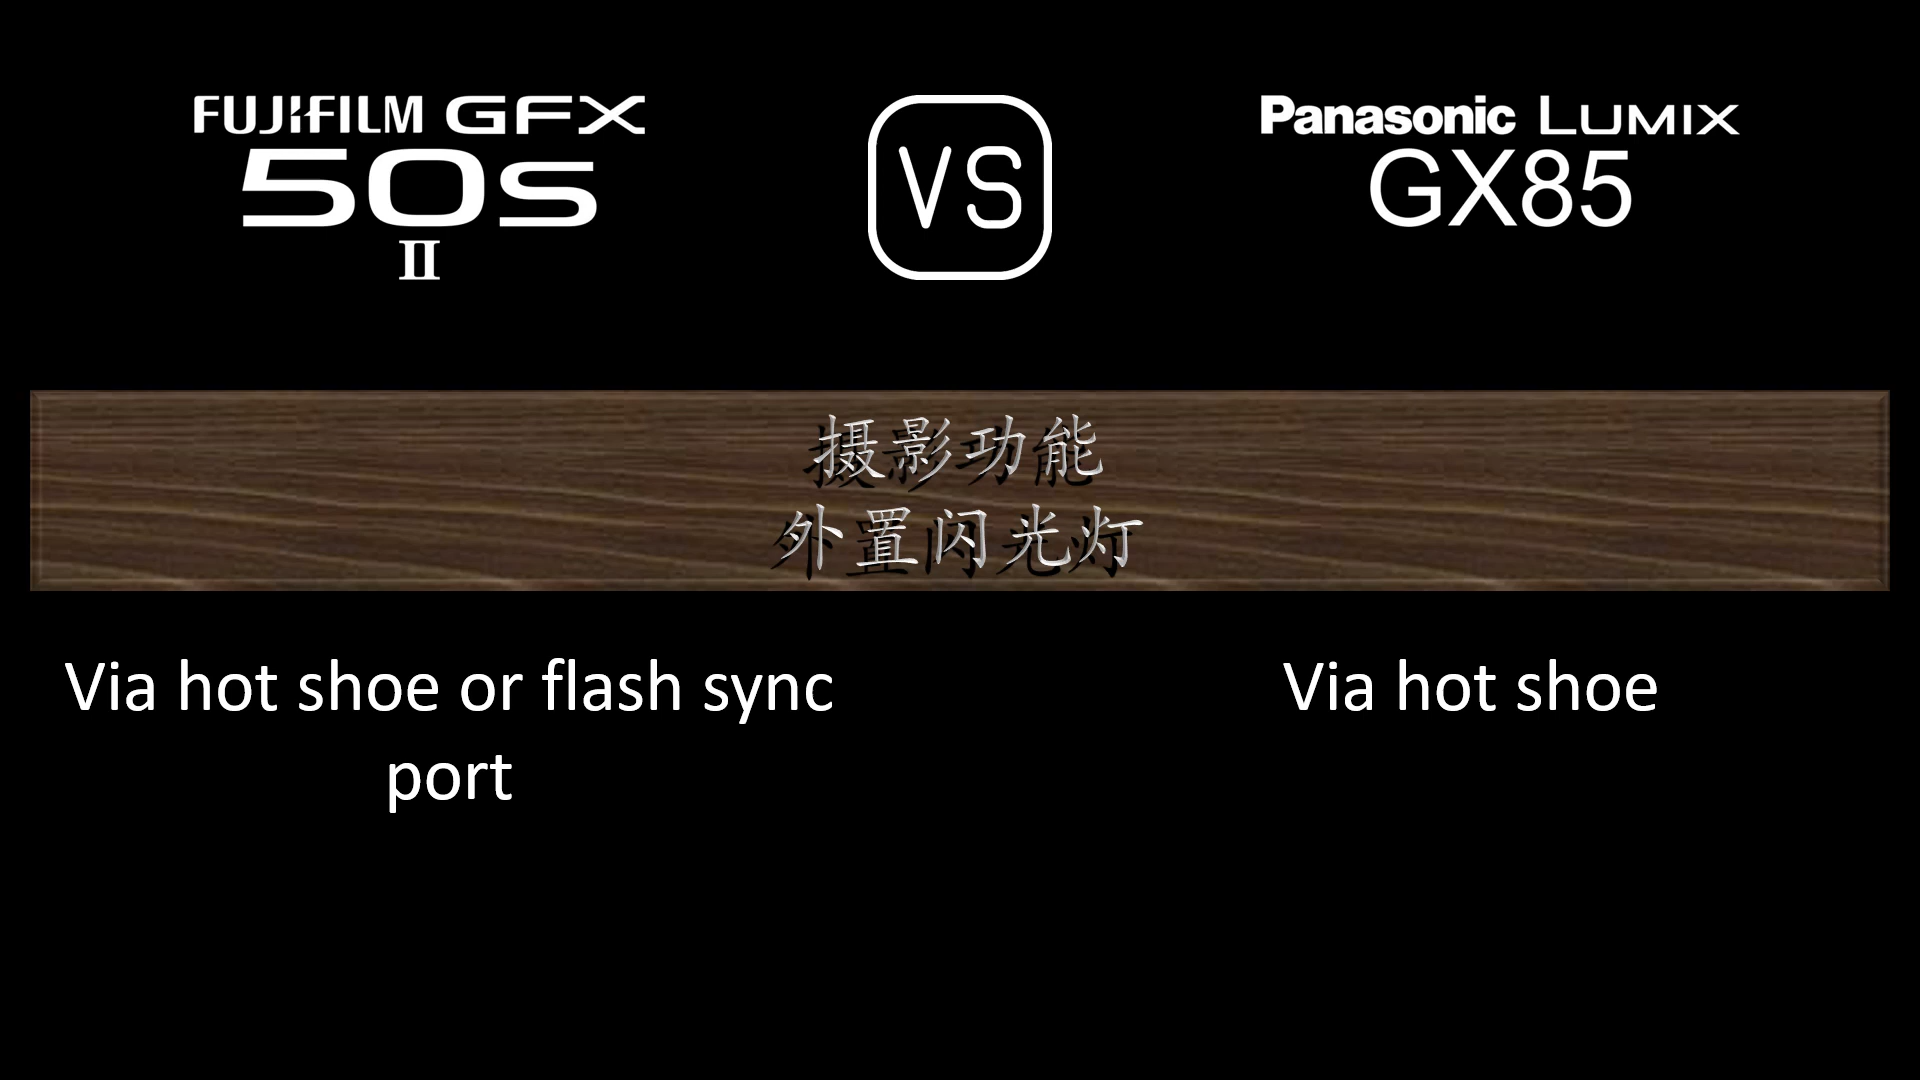 FUJIFILM GFX
50s
II
VS
Panasonic LUMIX
GX85
摄影功能
外置闪光灯
Via hot shoe or flash sync
port
Via hot shoe